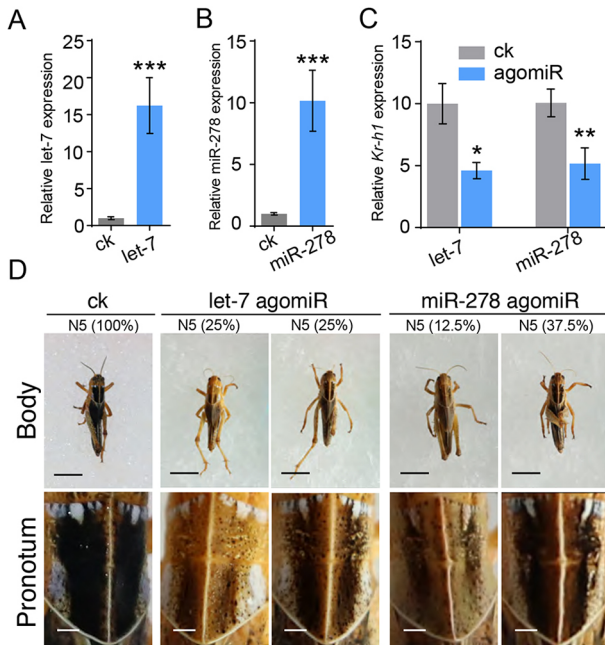 A
Relative let-7 expression
25
20
15
10
5
0
***
ck
let-7
B
Relative miR-278 expression
15
10
5
0
***
ck
miR-278
C
Relative Kr-h1 expression
15
10
5
0
ck
agomiR
*
**
let-7
miR-278
D
ck
let-7 agomiR
miR-278 agomiR
N5 (100%)
N5 (25%)
N5 (25%)
N5 (12.5%)
N5 (37.5%)
Body
Pronotum